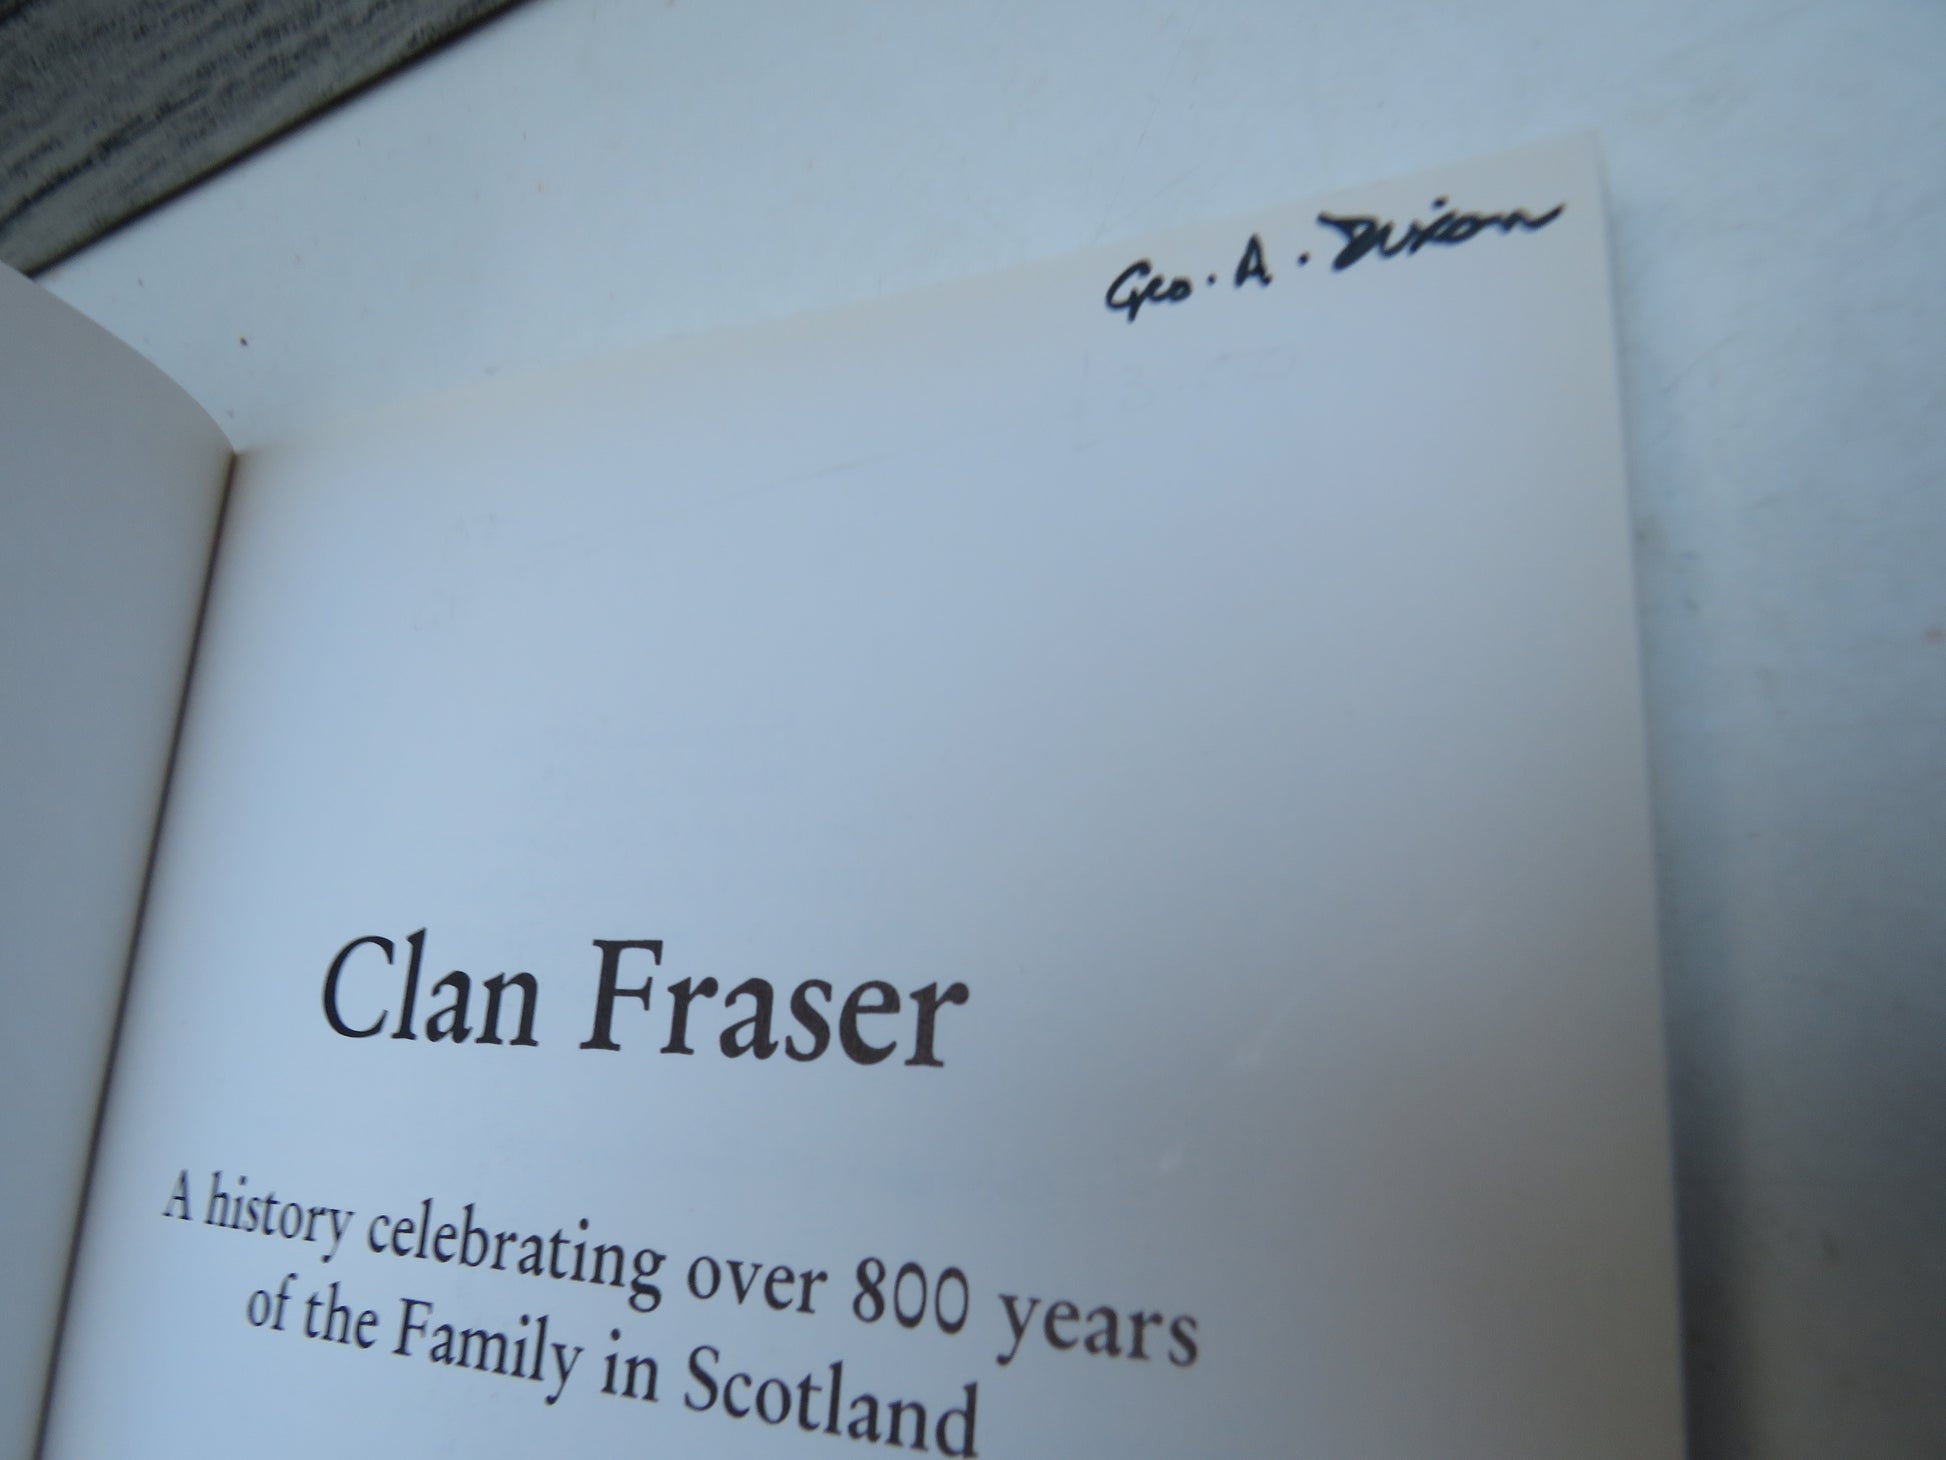 Geo. A. Dixon
Clan Fraser
A history celebrating over 800 years
of the Family in Scotland